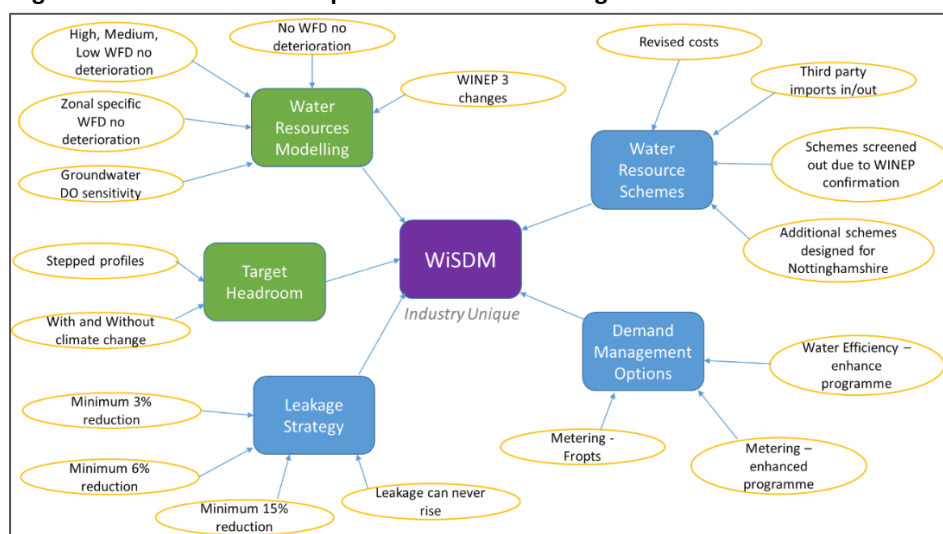 High, Medium,
Low WFD no
deterioration
No WFD no
deterioration
WINEP 3
changes
Zonal specific
WFD no
deterioration
Groundwater
DO sensitivity
Water
Resources
Modelling
Revised costs
Third party
imports in/out
Water
Resource
Schemes
Schemes screened
out due to WINEP
confirmation
Additional schemes
designed for
Nottinghamshire
Stepped profiles
With and Without
climate change
Target
Headroom
WiSDM
Industry Unique
Demand
Management
Options
Water Efficiency –
enhance
programme
Metering –
enhanced
programme
Metering -
Fropts
Leakage
Strategy
Minimum 3%
reduction
Minimum 6%
reduction
Minimum 15%
reduction
Leakage can never
rise